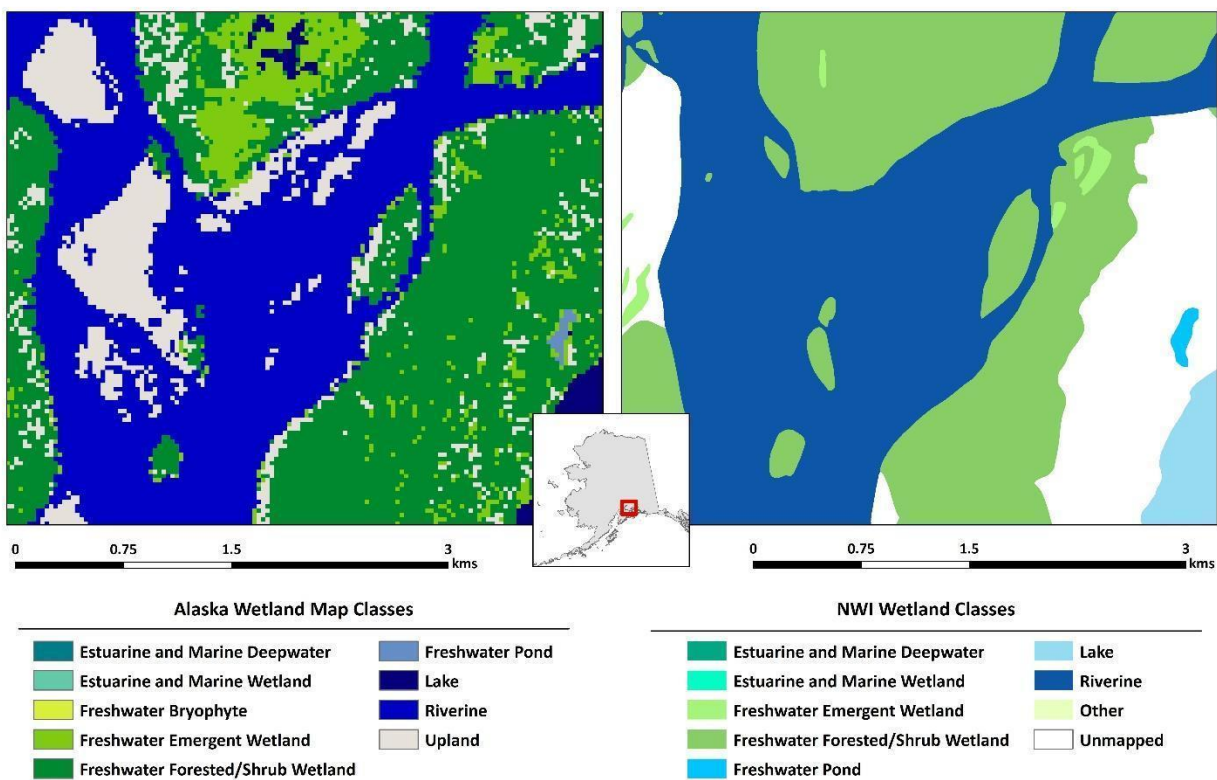 0 0.75 1.5 3
kms
0 0.75 1.5 3
kms
Alaska Wetland Map Classes
Estuarine and Marine Deepwater
Estuarine and Marine Wetland
Freshwater Bryophyte
Freshwater Emergent Wetland
Freshwater Forested/Shrub Wetland
Freshwater Pond
Lake
Riverine
Upland
NWI Wetland Classes
Estuarine and Marine Deepwater
Estuarine and Marine Wetland
Freshwater Emergent Wetland
Freshwater Forested/Shrub Wetland
Freshwater Pond
Lake
Riverine
Other
Unmapped